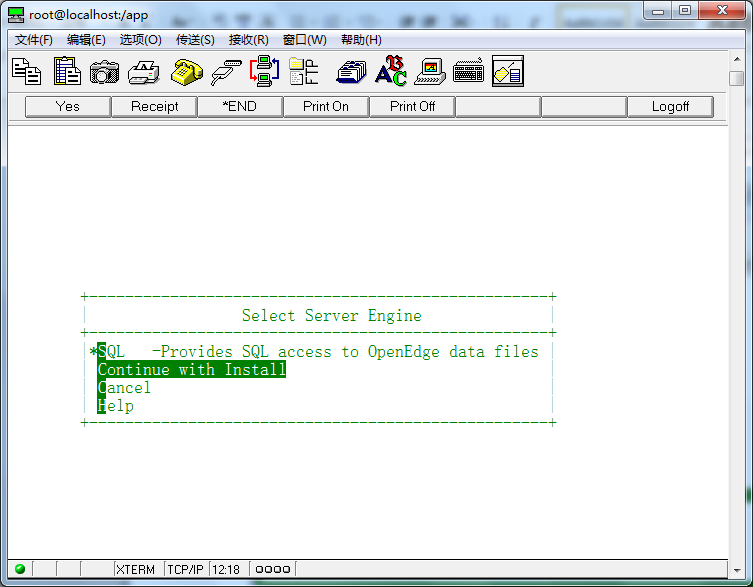 root@localhost:/app
文件(F) 编辑(E) 选项(O) 传送(S) 接收(R) 窗口(W) 帮助(H)
Yes Receipt *END Print On Print Off Logoff
Select Server Engine
*SQL -Provides SQL access to OpenEdge data files
Continue with Install
Cancel
Help
XTERM TCP/IP 12:18